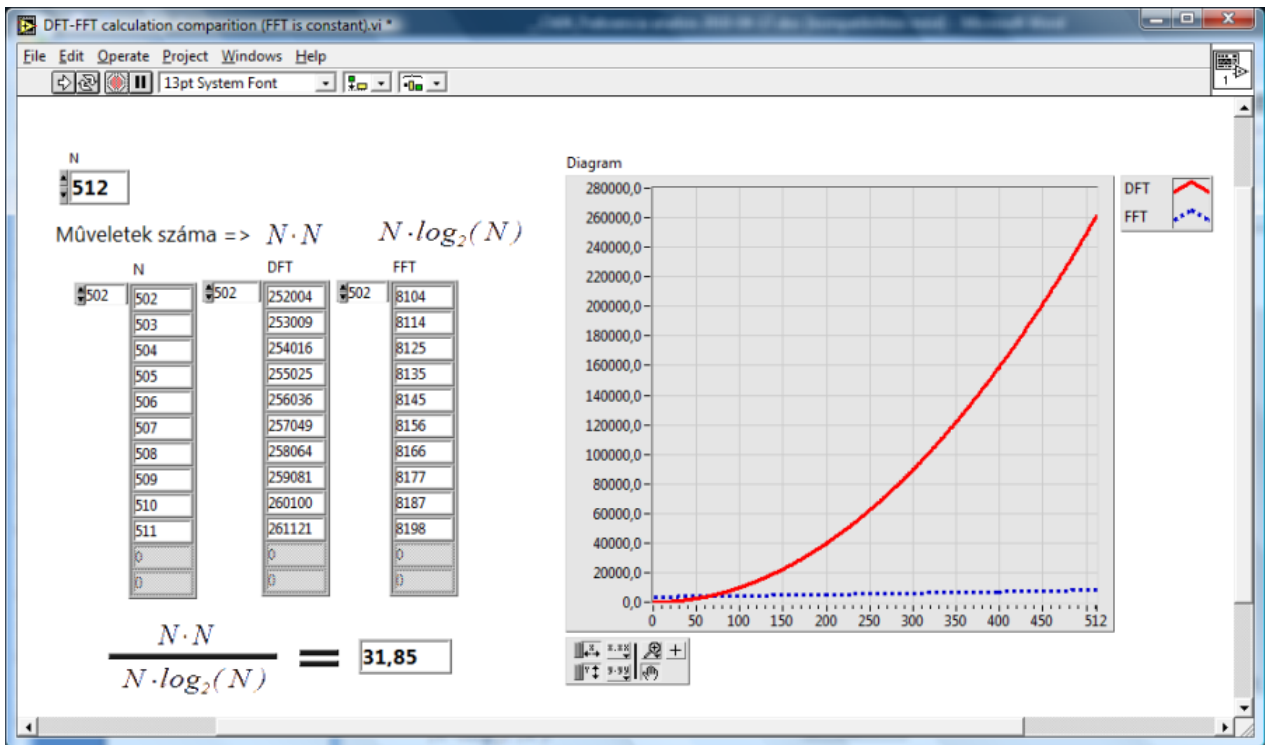 DFT-FFT calculation comparition (FFT is constant).vi *
File Edit Operate Project Windows Help
13pt System Font
1
N
512
Mûveletek száma => N·N N·log₂(N)
N DFT FFT
502 502 502 252004 502 8104
503 253009 8114
504 254016 8125
505 255025 8135
506 256036 8145
507 257049 8156
508 258064 8166
509 259081 8177
510 260100 8187
511 261121 8198
0 0 0
0 0 0
N·N
N·log₂(N)
= 31,85
Diagram
DFT
FFT
280000,0
260000,0
240000,0
220000,0
200000,0
180000,0
160000,0
140000,0
120000,0
100000,0
80000,0
60000,0
40000,0
20000,0
0,0
0 50 100 150 200 250 300 350 400 450 512
X x.xx
Y y.yy